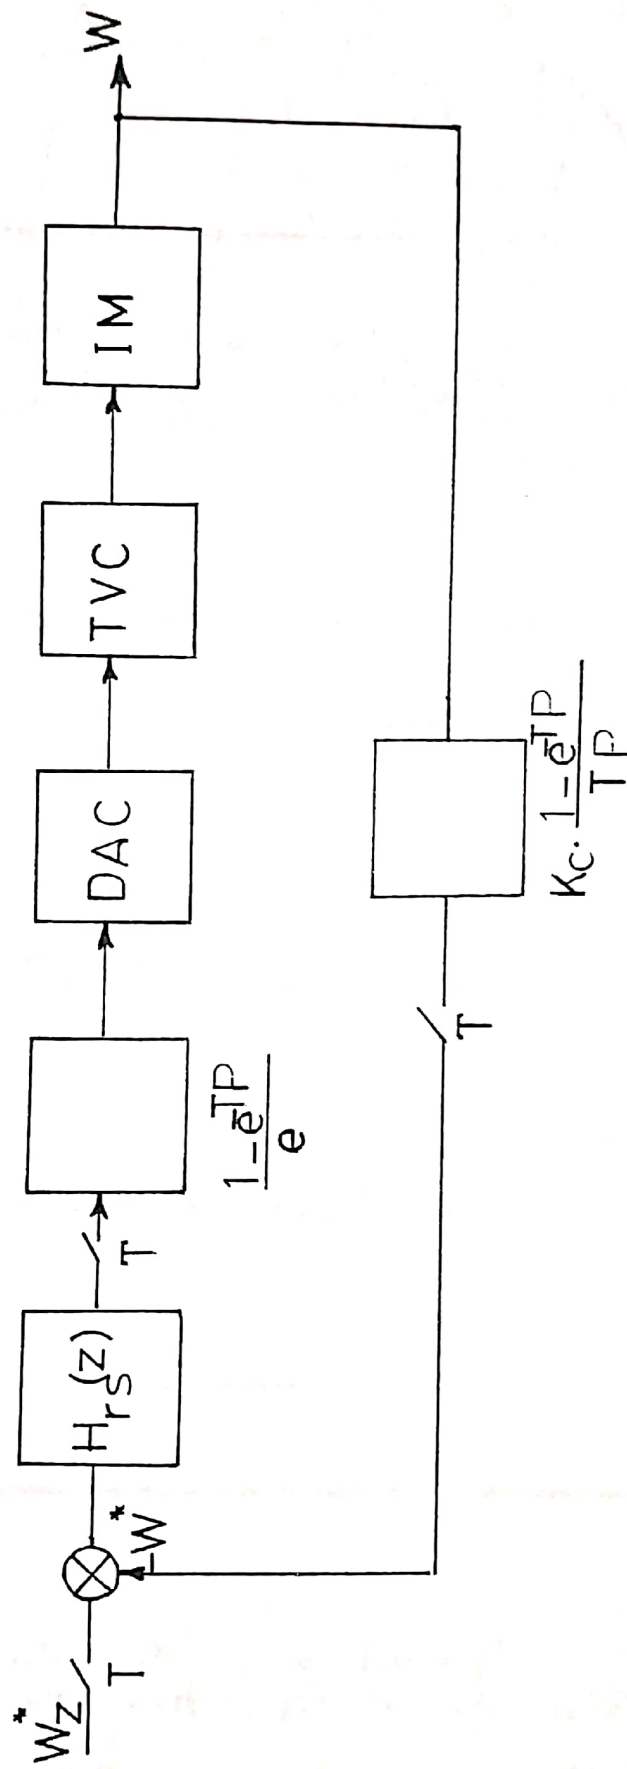 W_Z^*
T
-W^*
H_rs(z)
T
1-e^-TP
e
DAC
TVC
IM
W
T
K_C. 1-e^-TP
TP